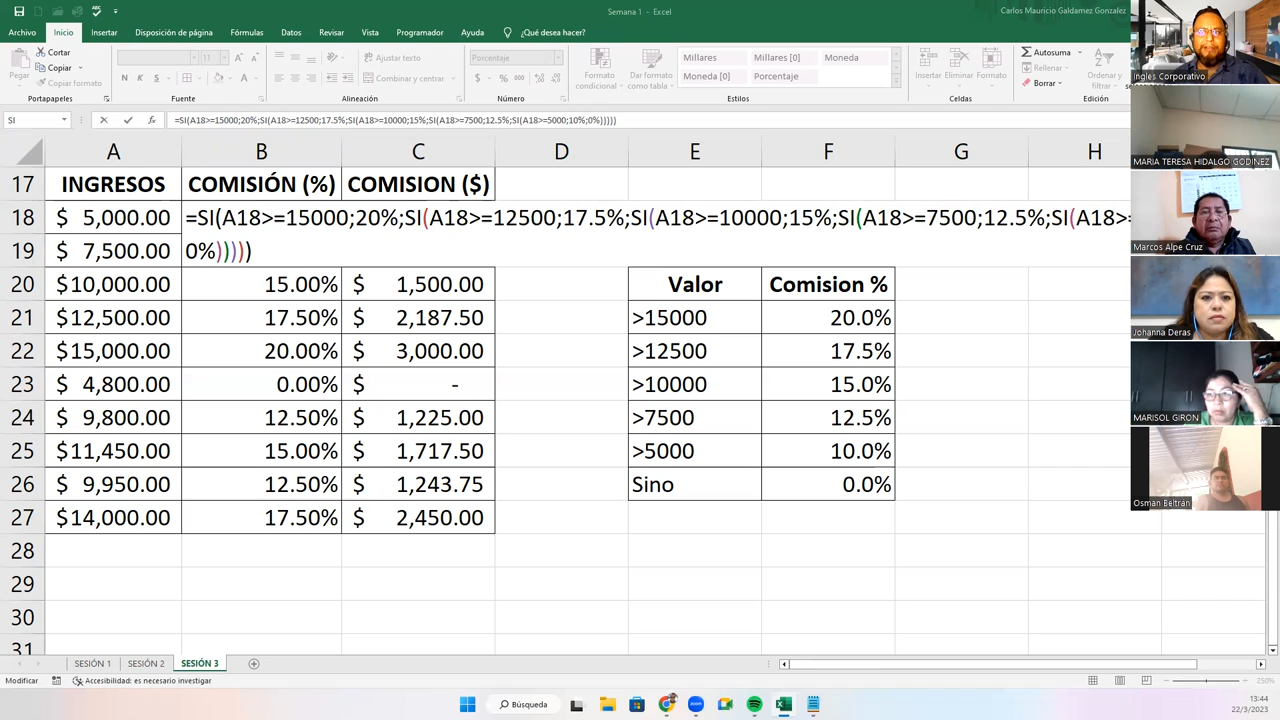 Semana 1 - Excel
Carlos Mauricio Galdamez Gonzalez
Archivo Inicio Insertar Disposición de página Fórmulas Datos Revisar Vista Programador Ayuda ¿Qué desea hacer?
Pegar
Cortar
Copiar
Copiar formato
11
N K S
Ajustar texto
Combinar y centrar
Porcentaje
Formato condicional
Dar formato como tabla
Millares Millares [0] Moneda
Moneda [0] Porcentaje
Insertar Eliminar Formato
Autosuma
Rellenar
Borrar
Ordenar y filtrar
Portapapeles Fuente Alineación Número Estilos Celdas Edición
SI =SI(A18>=15000;20%;SI(A18>=12500;17.5%;SI(A18>=10000;15%;SI(A18>=7500;12.5%;SI(A18>=5000;10%;0%)))))
A B C D E F G H
17 INGRESOS COMISIÓN (%) COMISION ($)
18 $ 5,000.00 =SI(A18>=15000;20%;SI(A18>=12500;17.5%;SI(A18>=10000;15%;SI(A18>=7500;12.5%;SI(A18>=
19 $ 7,500.00 0%)))))
20 $10,000.00 15.00% $ 1,500.00 Valor Comision %
21 $12,500.00 17.50% $ 2,187.50 >15000 20.0%
22 $15,000.00 20.00% $ 3,000.00 >12500 17.5%
23 $ 4,800.00 0.00% $ - >10000 15.0%
24 $ 9,800.00 12.50% $ 1,225.00 >7500 12.5%
25 $11,450.00 15.00% $ 1,717.50 >5000 10.0%
26 $ 9,950.00 12.50% $ 1,243.75 Sino 0.0%
27 $14,000.00 17.50% $ 2,450.00
28
29
30
31
SESIÓN 1 SESIÓN 2 SESIÓN 3
Modificar Accesibilidad: es necesario investigar 250%
Búsqueda
13:44
22/3/2023
Ingles Corporativo
MARIA TERESA HIDALGO GODINEZ
Marcos Alpe Cruz
Johanna Deras
MARISOL GIRON
Osman Beltrán